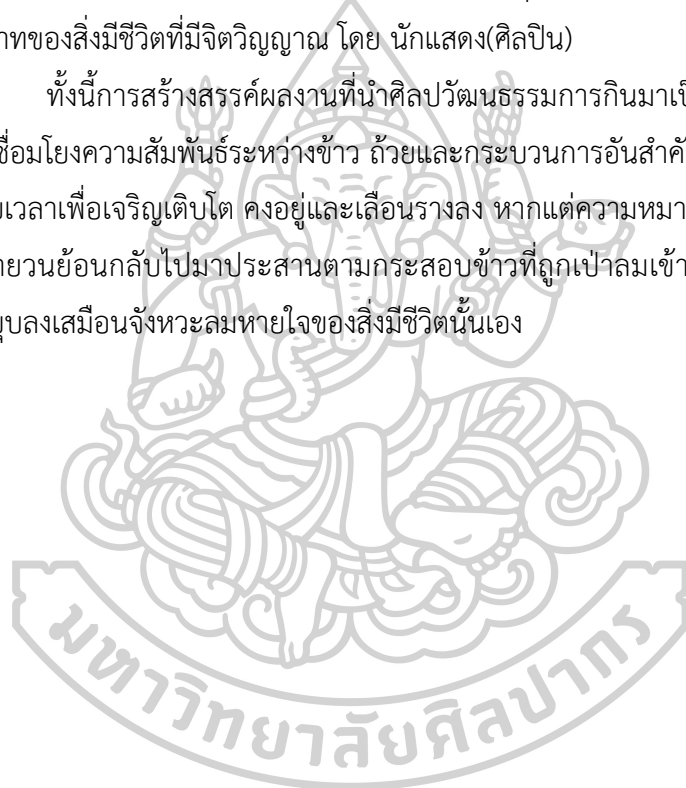 าทของสิ่งมีชีวิตที่มีจิตวิญญาณ โดย นักแสดง(ศิลปิน)
ทั้งนี้การสร้างสรรค์ผลงานที่นำศิลปวัฒนธรรมการกินมาเป็
ชื่อมโยงความสัมพันธ์ระหว่างข้าว ถ้วยและกระบวนการอันสำคั
มเวลาเพื่อเจริญเติบโต คงอยู่และเลือนรางลง หากแต่ความหมา
ายวนย้อนกลับไปมาประสานตามกระสอบข้าวที่ถูกเป่าลมเข้า
ยุบลงเสมือนจังหวะลมหายใจของสิ่งมีชีวิตนั้นเอง
มหาวิทยาลัยศิลปากร